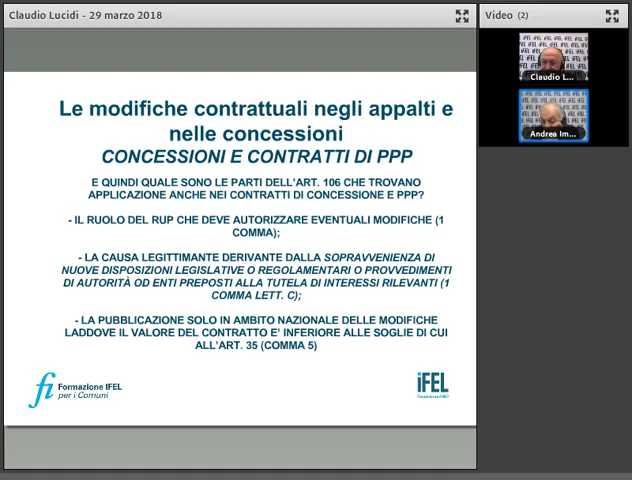 Claudio Lucidi - 29 marzo 2018
Video (2)
Claudio L...
Andrea Im...
Le modifiche contrattuali negli appalti e
nelle concessioni
CONCESSIONI E CONTRATTI DI PPP
E QUINDI QUALE SONO LE PARTI DELL'ART. 106 CHE TROVANO
APPLICAZIONE ANCHE NEI CONTRATTI DI CONCESSIONE E PPP?
- IL RUOLO DEL RUP CHE DEVE AUTORIZZARE EVENTUALI MODIFICHE (1
COMMA);
- LA CAUSA LEGITTIMANTE DERIVANTE DALLA SOPRAVVENIENZA DI
NUOVE DISPOSIZIONI LEGISLATIVE O REGOLAMENTARI O PROVVEDIMENTI
DI AUTORITÀ OD ENTI PREPOSTI ALLA TUTELA DI INTERESSI RILEVANTI (1
COMMA LETT. C);
- LA PUBBLICAZIONE SOLO IN AMBITO NAZIONALE DELLE MODIFICHE
LADDOVE IL VALORE DEL CONTRATTO E' INFERIORE ALLE SOGLIE DI CUI
ALL'ART. 35 (COMMA 5)
fi Formazione IFEL
per i Comuni
iFEL